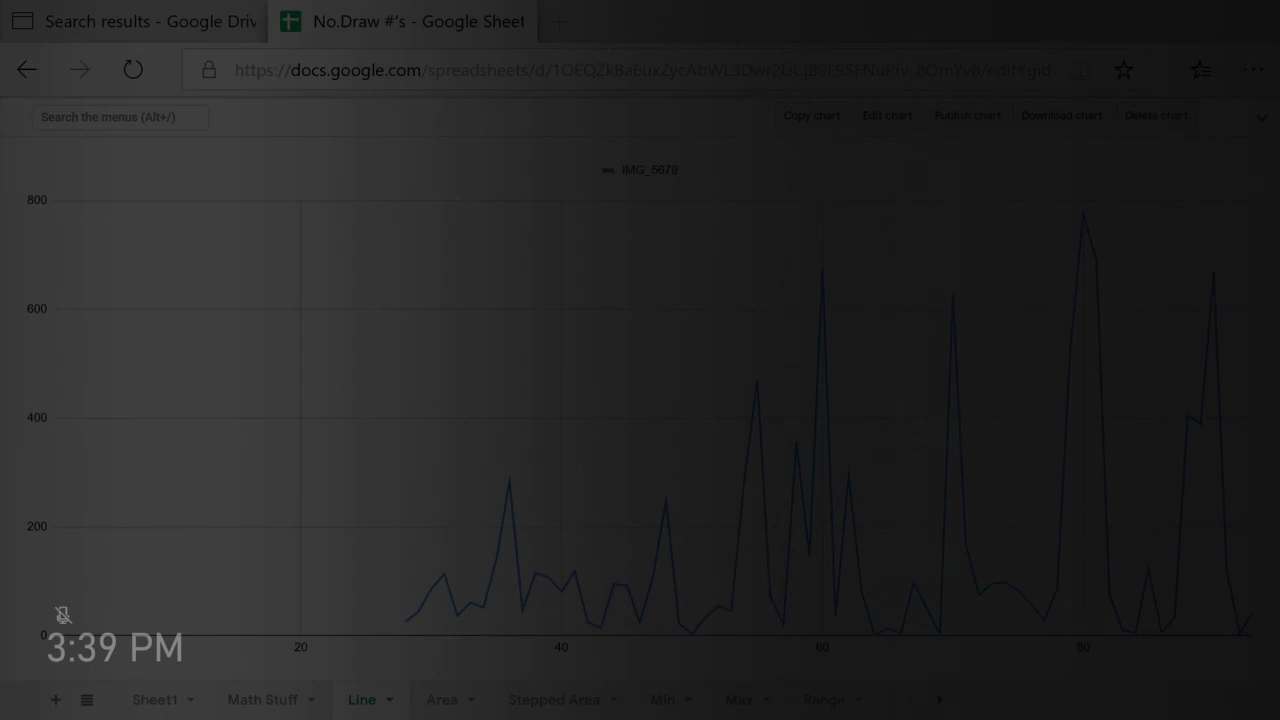 Search results - Google Driv
No.Draw #'s - Google Sheet
https://docs.google.com/spreadsheets/d/
Search the menus (Alt+/)
Copy chart
Edit chart
Publish chart
Download chart
Delete chart
IMG_5679
800
600
400
200
0
20
40
60
80
3:39 PM
Sheet1
Math Stuff
Line
Area
Stepped Area
Min
Max
Range